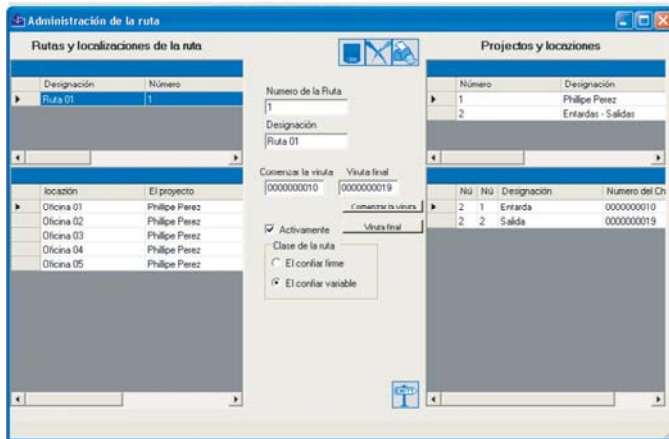 Administración de la ruta
Rutas y localizaciones de la ruta
Designación Número
Ruta 01 1
locazión El proyecto
Oficina 01 Phillipe Perez
Oficina 02 Phillipe Perez
Oficina 03 Phillipe Perez
Oficina 04 Phillipe Perez
Oficina 05 Phillipe Perez
Numero de la Ruta
1
Designación
Ruta 01
Comenzar la viruta Viruta final
0000000010 0000000019
Comenzar la viruta
Activamente Viruta final
Clase de la ruta
El confiar firme
El confiar variable
Projectos y locaziones
Número Designación
1 Phillipe Perez
2 Entardas - Salidas
Nú Nú Designación Numero del Ch
2 1 Entarda 0000000010
2 2 Salida 0000000019